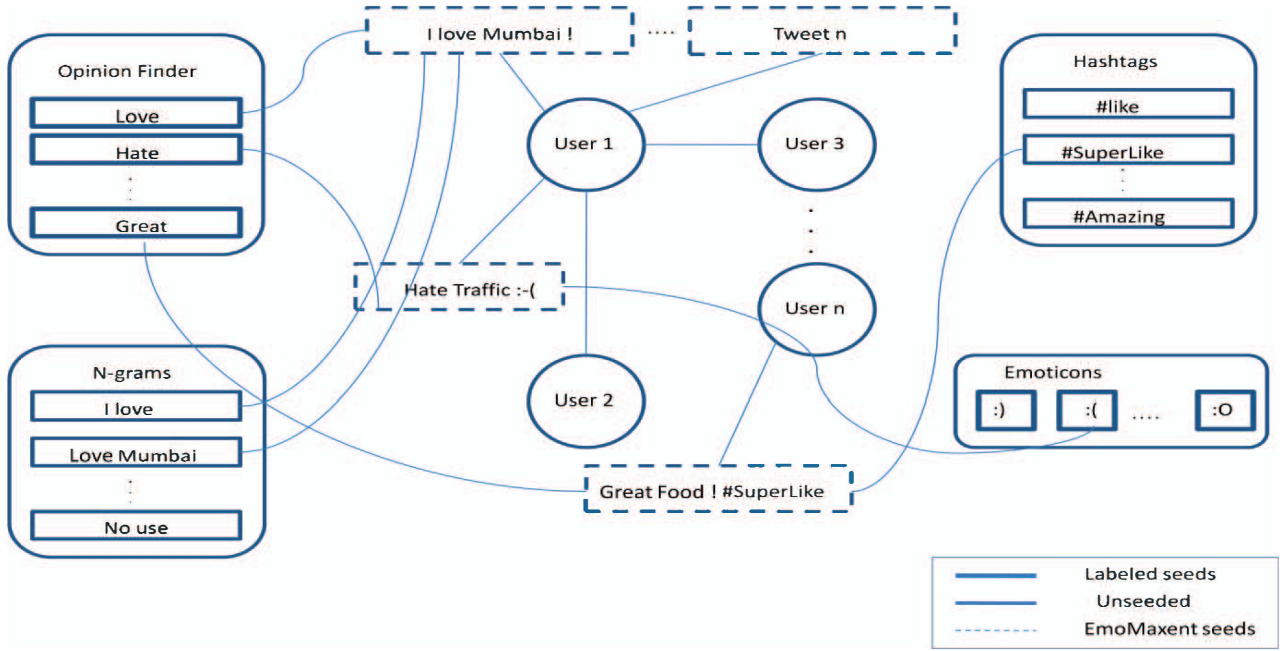 I love Mumbai !
....
Tweet n
Opinion Finder
Love
Hate
Great
Hashtags
#like
#SuperLike
#Amazing
User 1
User 3
Hate Traffic :-(
User n
User 2
N-grams
I love
Love Mumbai
No use
Emoticons
:)
:(
....
:O
Great Food ! #SuperLike
Labeled seeds
Unseeded
EmoMaxent seeds